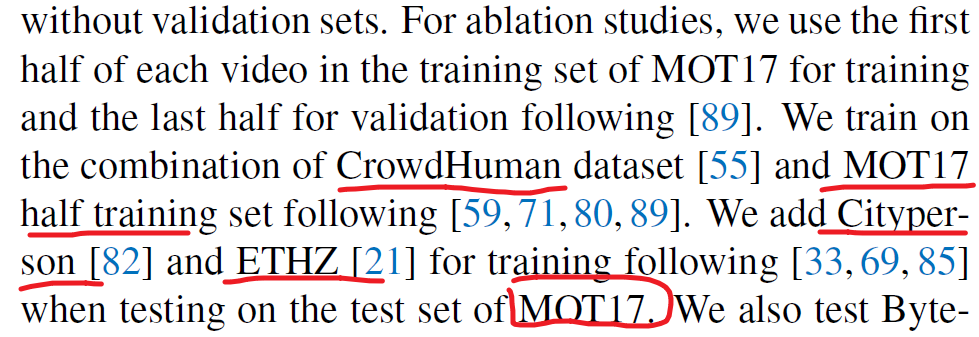 without validation sets. For ablation studies, we use the first
half of each video in the training set of MOT17 for training
and the last half for validation following [89]. We train on
the combination of CrowdHuman dataset [55] and MOT17
half training set following [59, 71, 80, 89]. We add Cityper-
son [82] and ETHZ [21] for training following [33, 69, 85]
when testing on the test set of MOT17. We also test Byte-